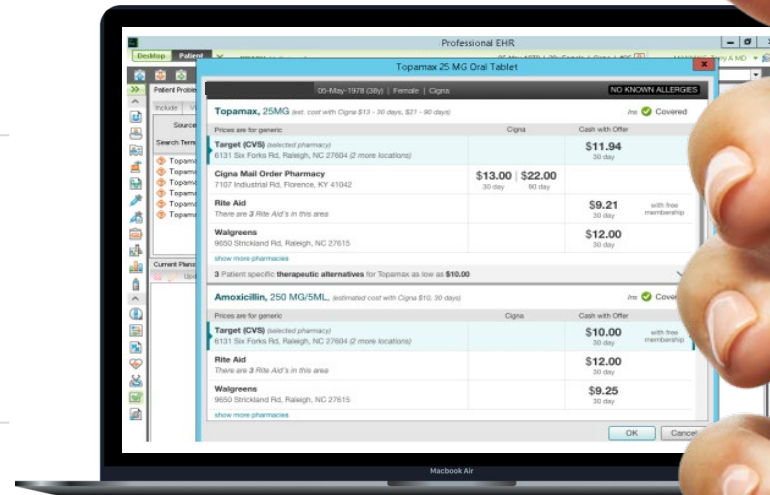 Professional EHR
Desktop Patient
Topamax 25 MG Oral Tablet
05-May-1978 (38y) | Female | Cigna NO KNOWN ALLERGIES
Include
Source
Search Term
Topamax, 25MG (est. cost with Cigna $13 - 30 days, $21 - 90 days) Ins Covered
Prices are for generic Cigna Cash with Offer
Target (CVS) (selected pharmacy) $11.94
6131 Six Forks Rd, Raleigh, NC 27604 (2 more locations) 30 day
Cigna Mail Order Pharmacy $13.00 | $22.00
7107 Industrial Rd, Florence, KY 41042 30 day 90 day
Rite Aid $9.21 with free
There are 3 Rite Aid's in this area 30 day membership
Walgreens $12.00
9650 Strickland Rd, Raleigh, NC 27615 30 day
show more pharmacies
3 Patient specific therapeutic alternatives for Topamax as low as $10.00
Current Plans
Amoxicillin, 250 MG/5ML, (estimated cost with Cigna $10, 30 days) Ins Cover
Prices are for generic Cigna Cash with Offer
Target (CVS) (selected pharmacy) $10.00 with free
6131 Six Forks Rd, Raleigh, NC 27604 (2 more locations) 30 day membership
Rite Aid $12.00
There are 3 Rite Aid's in this area 30 day
Walgreens $9.25
9650 Strickland Rd, Raleigh, NC 27615 30 day
show more pharmacies
OK Cancel
Macbook Air